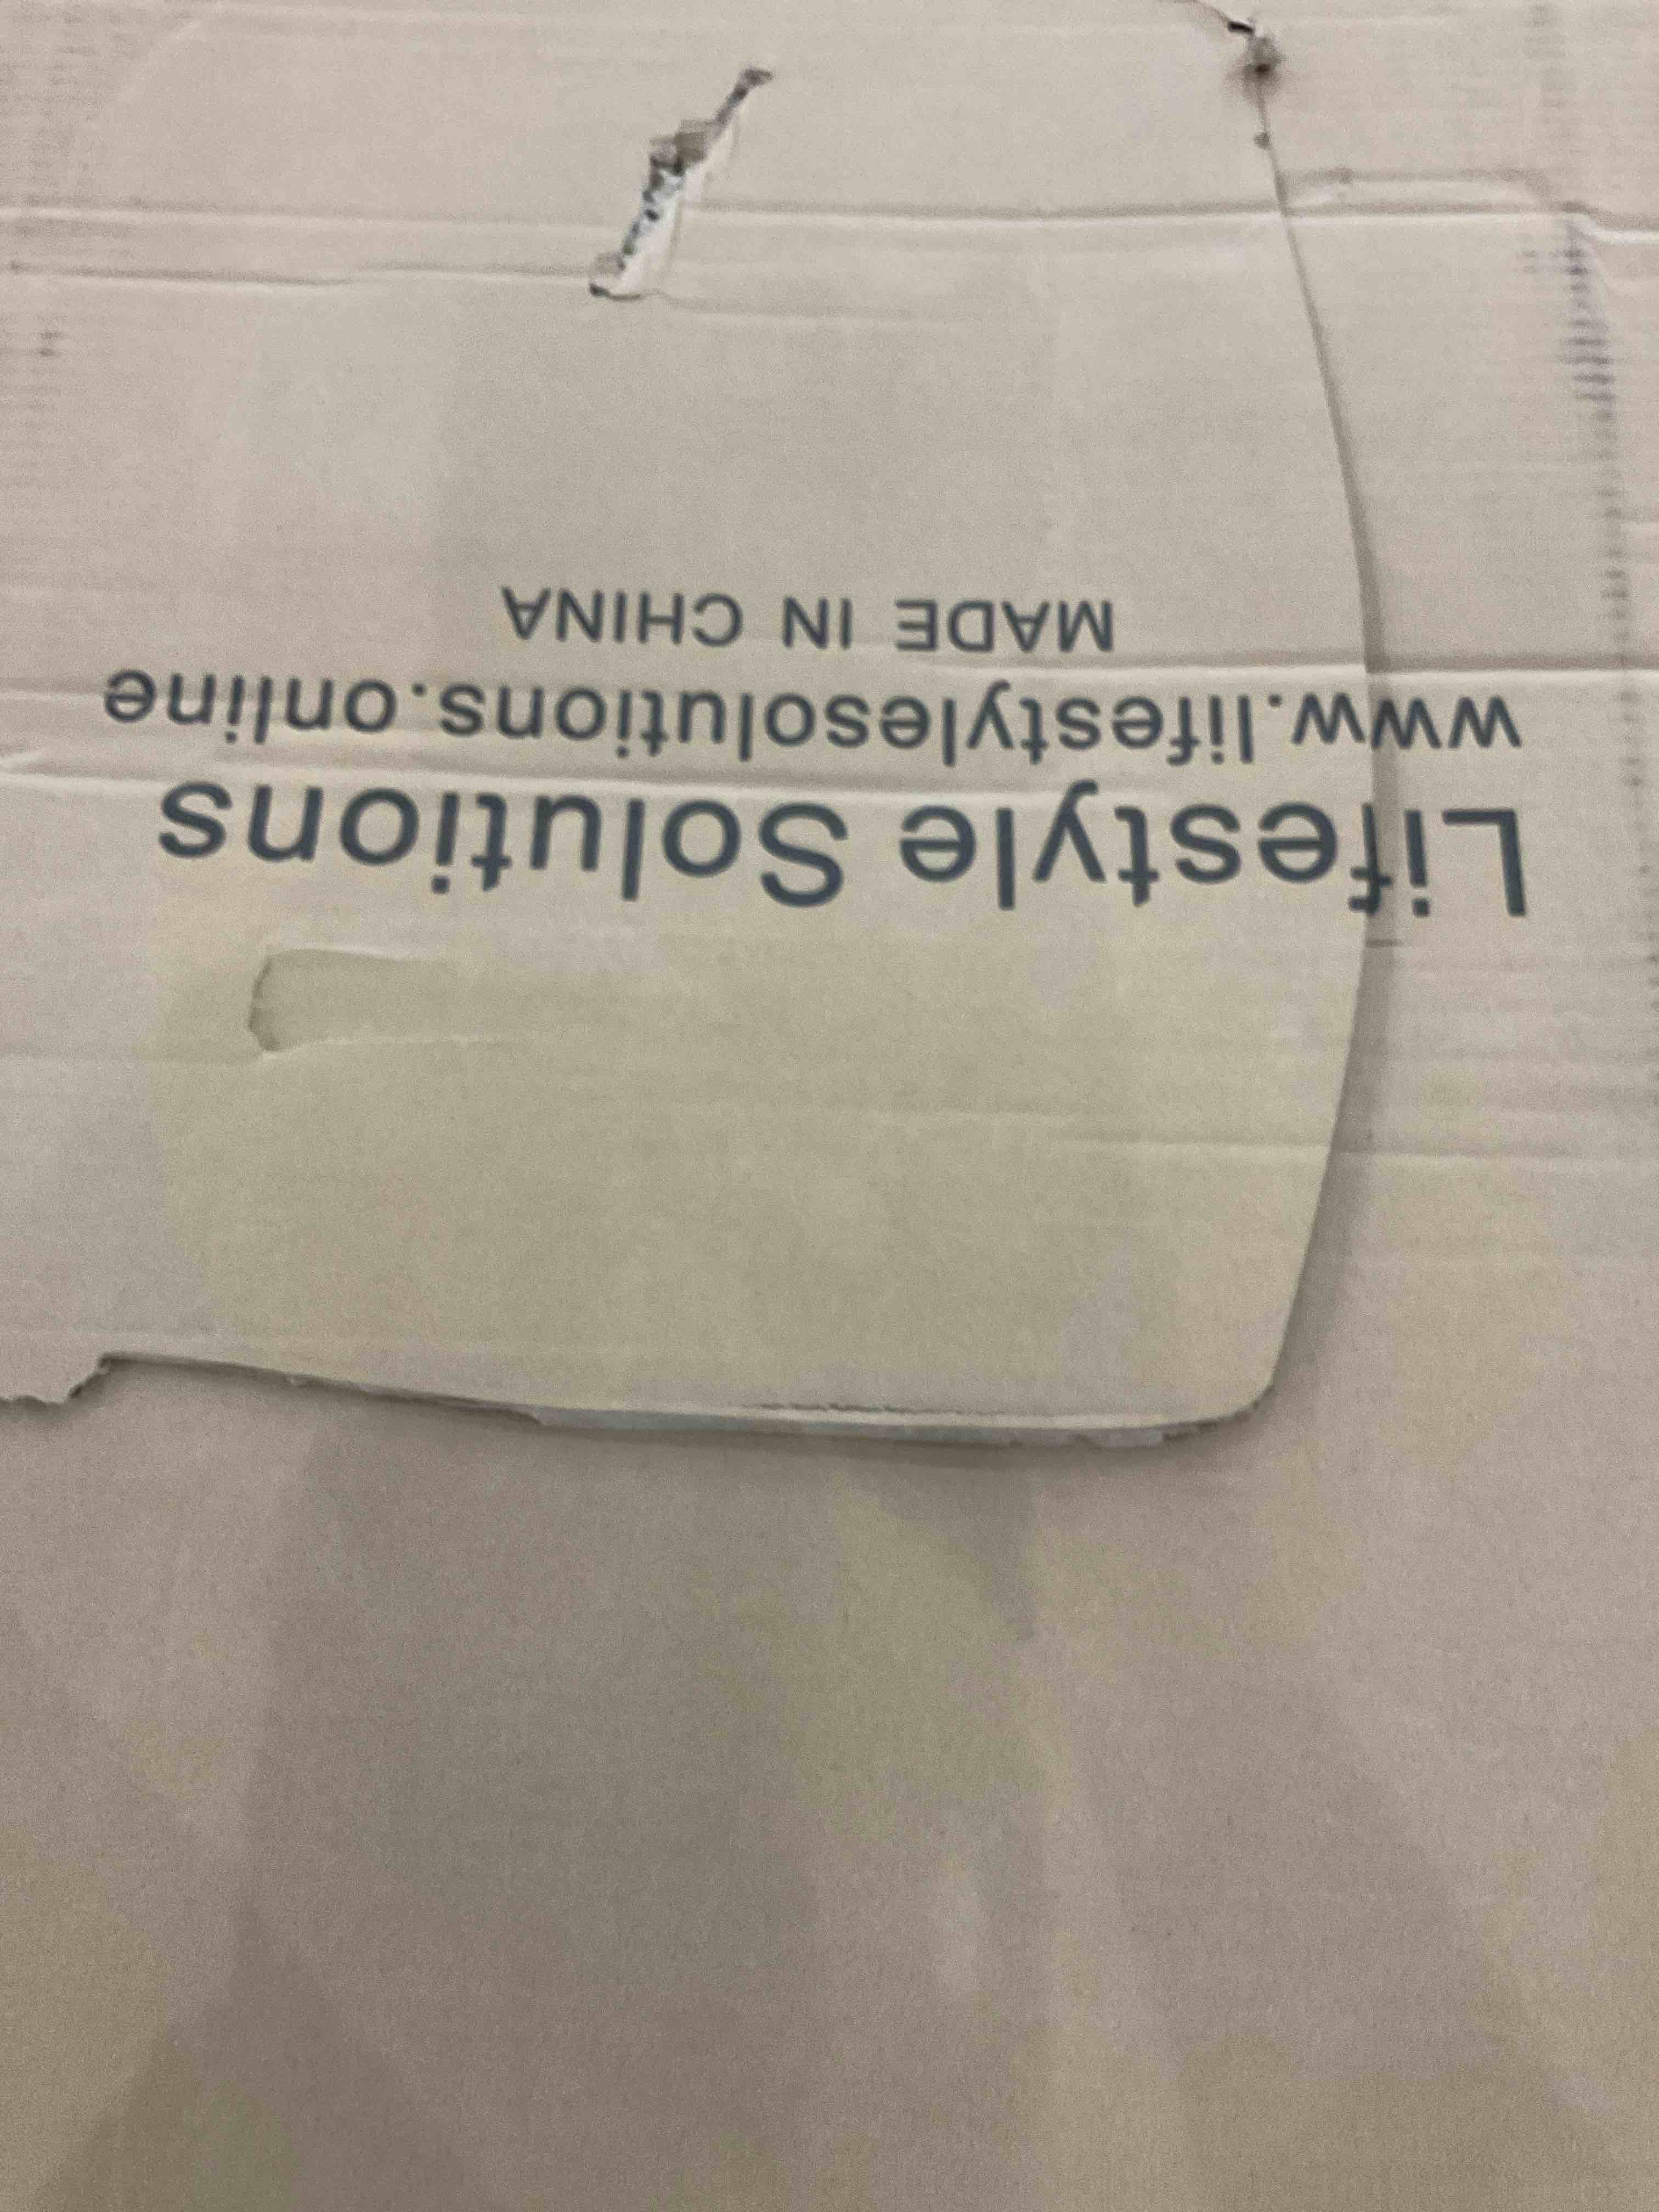 Lifestyle Solutions
www.lifestylesolutions.online
MADE IN CHINA